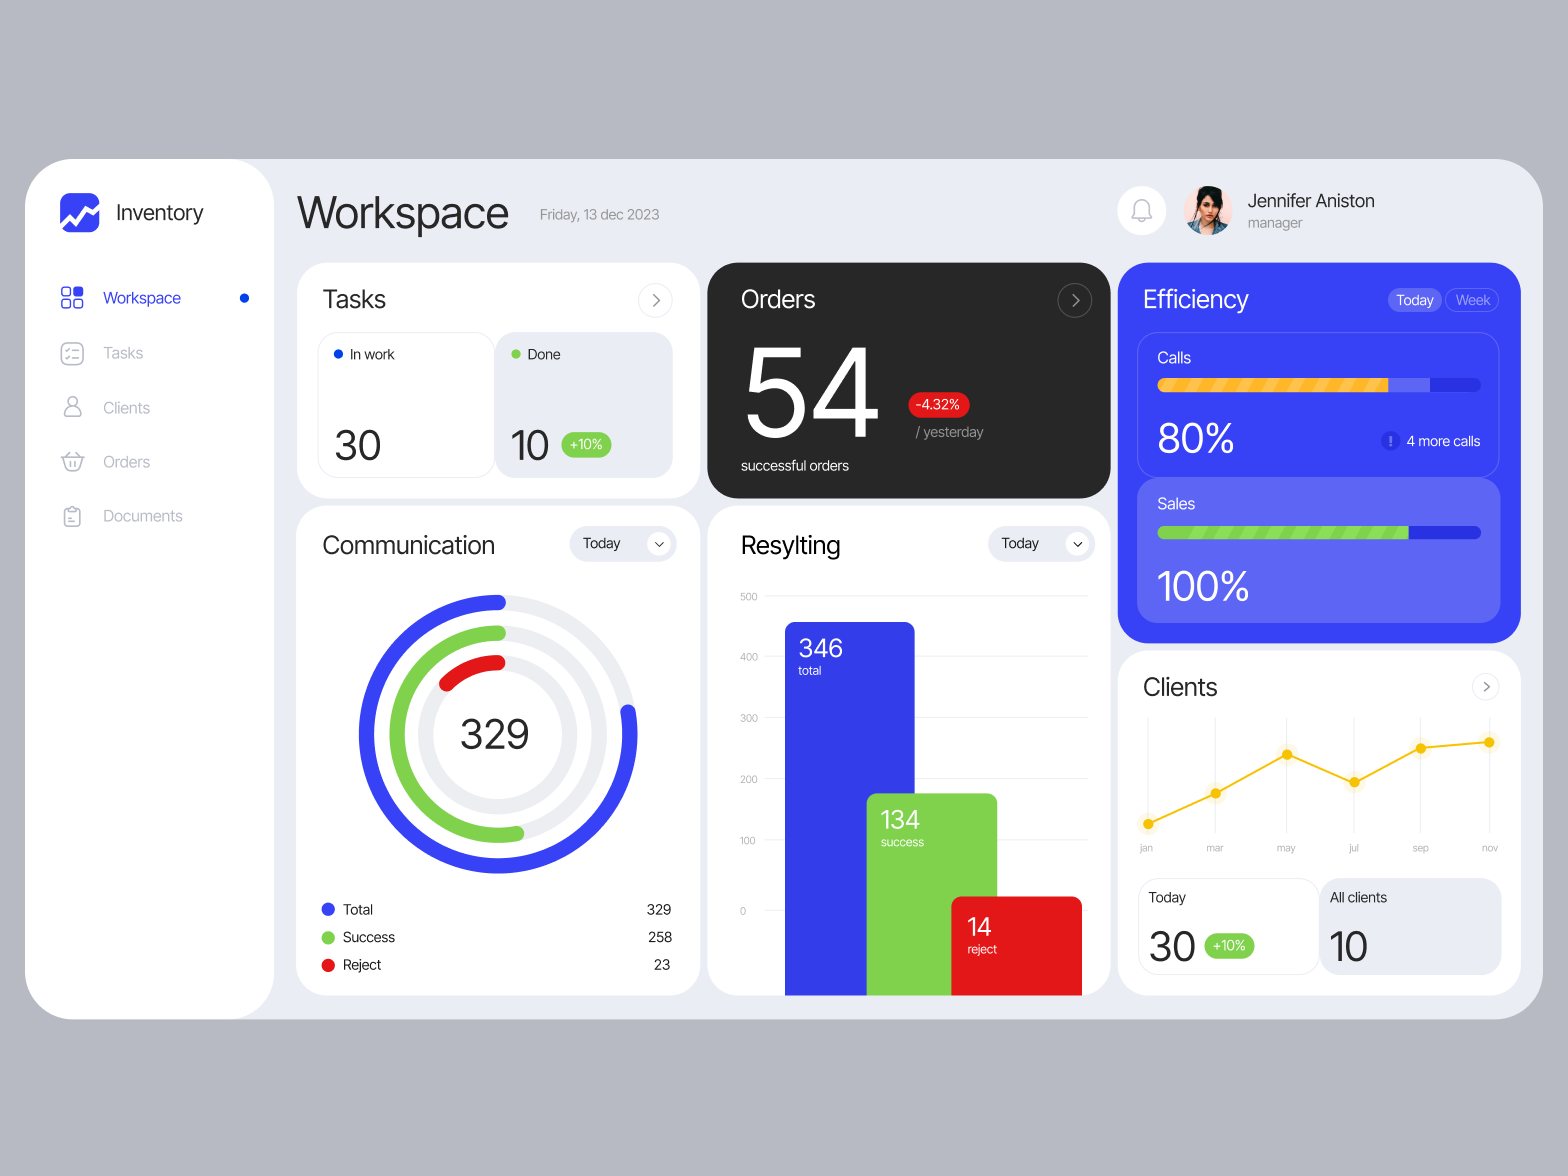 Inventory
Workspace
Tasks
Clients
Orders
Documents
Workspace
Friday, 13 dec 2023
Jennifer Aniston
manager
Tasks
In work
30
Done
10 +10%
Orders
54
-4.32%
/ yesterday
successful orders
Efficiency
Today Week
Calls
80%
! 4 more calls
Sales
100%
Communication
Today
329
Total 329
Success 258
Reject 23
Resylting
Today
500
400
300
200
100
0
346
total
134
success
14
reject
Clients
jan mar may jul sep nov
Today
30 +10%
All clients
10